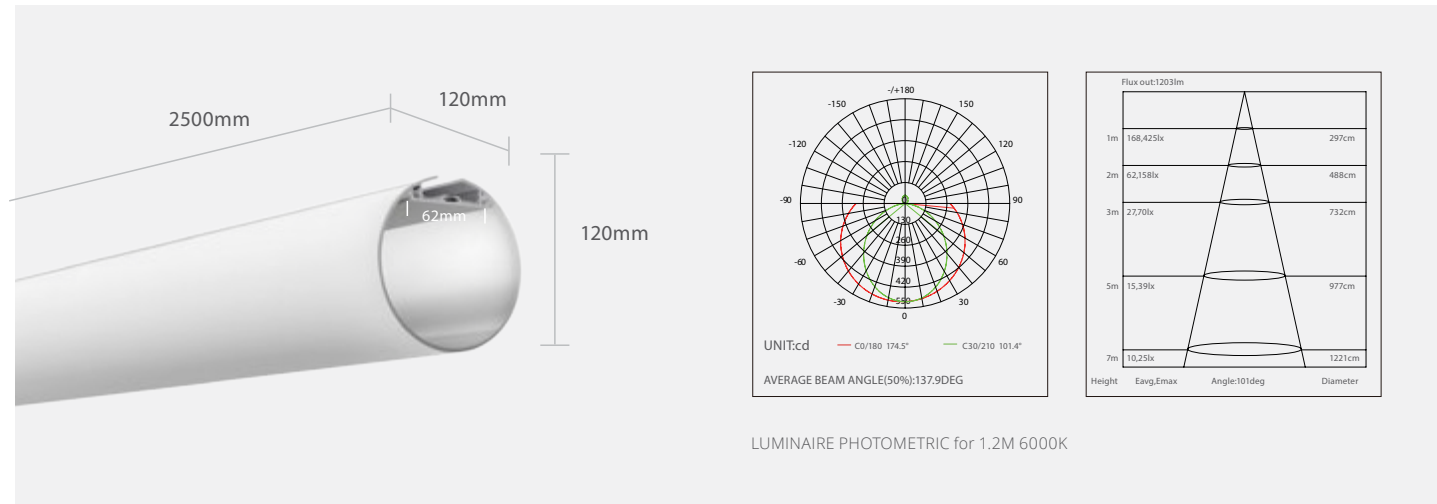 2500mm
120mm
62mm
120mm
-/+180
-150 150
-120 120
-90 90
-60 60
-30 30
0
0
130
260
390
420
550
UNIT:cd
C0/180 174.5°
C30/210 101.4°
AVERAGE BEAM ANGLE(50%):137.9DEG
Flux out:1203lm
1m 168,425lx 297cm
2m 62,158lx 488cm
3m 27,70lx 732cm
5m 15,39lx 977cm
7m 10,25lx 1221cm
Height Eavg,Emax Angle:101deg Diameter
LUMINAIRE PHOTOMETRIC for 1.2M 6000K